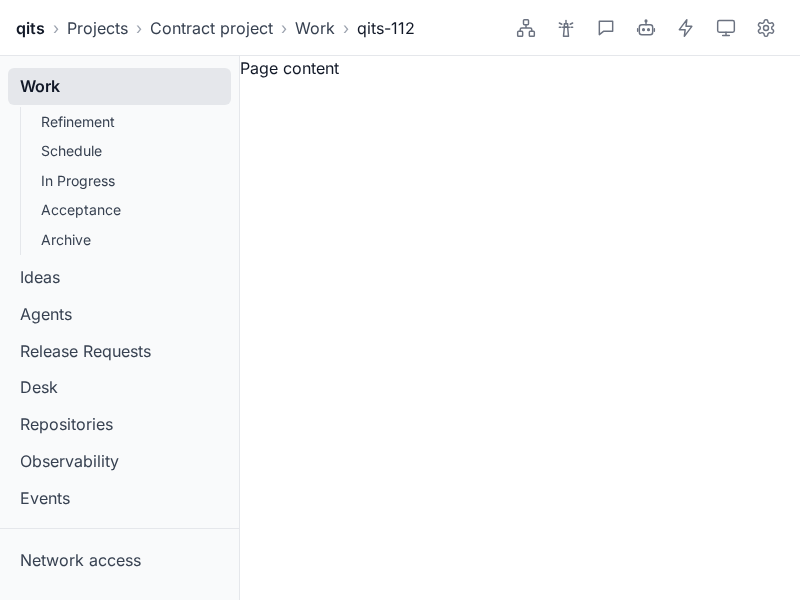 qits › Projects › Contract project › Work › qits-112
Work
Refinement
Schedule
In Progress
Acceptance
Archive
Ideas
Agents
Release Requests
Desk
Repositories
Observability
Events
Network access
Page content